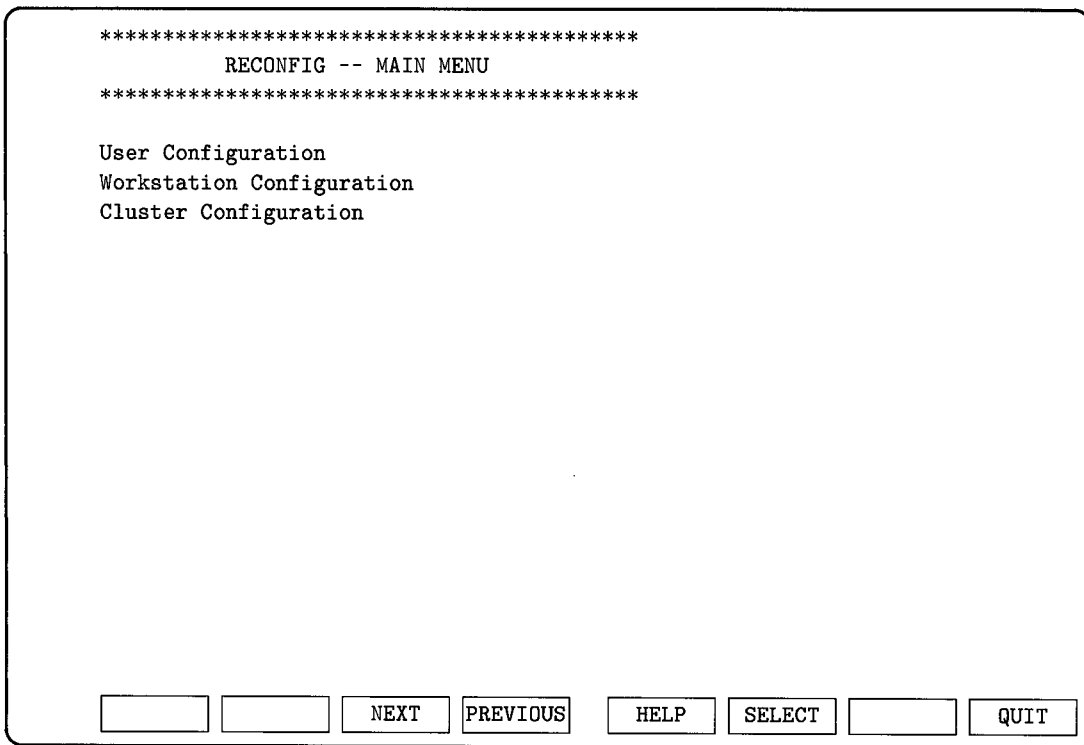 *******************************************
RECONFIG -- MAIN MENU
*******************************************
User Configuration
Workstation Configuration
Cluster Configuration
NEXT PREVIOUS HELP SELECT QUIT